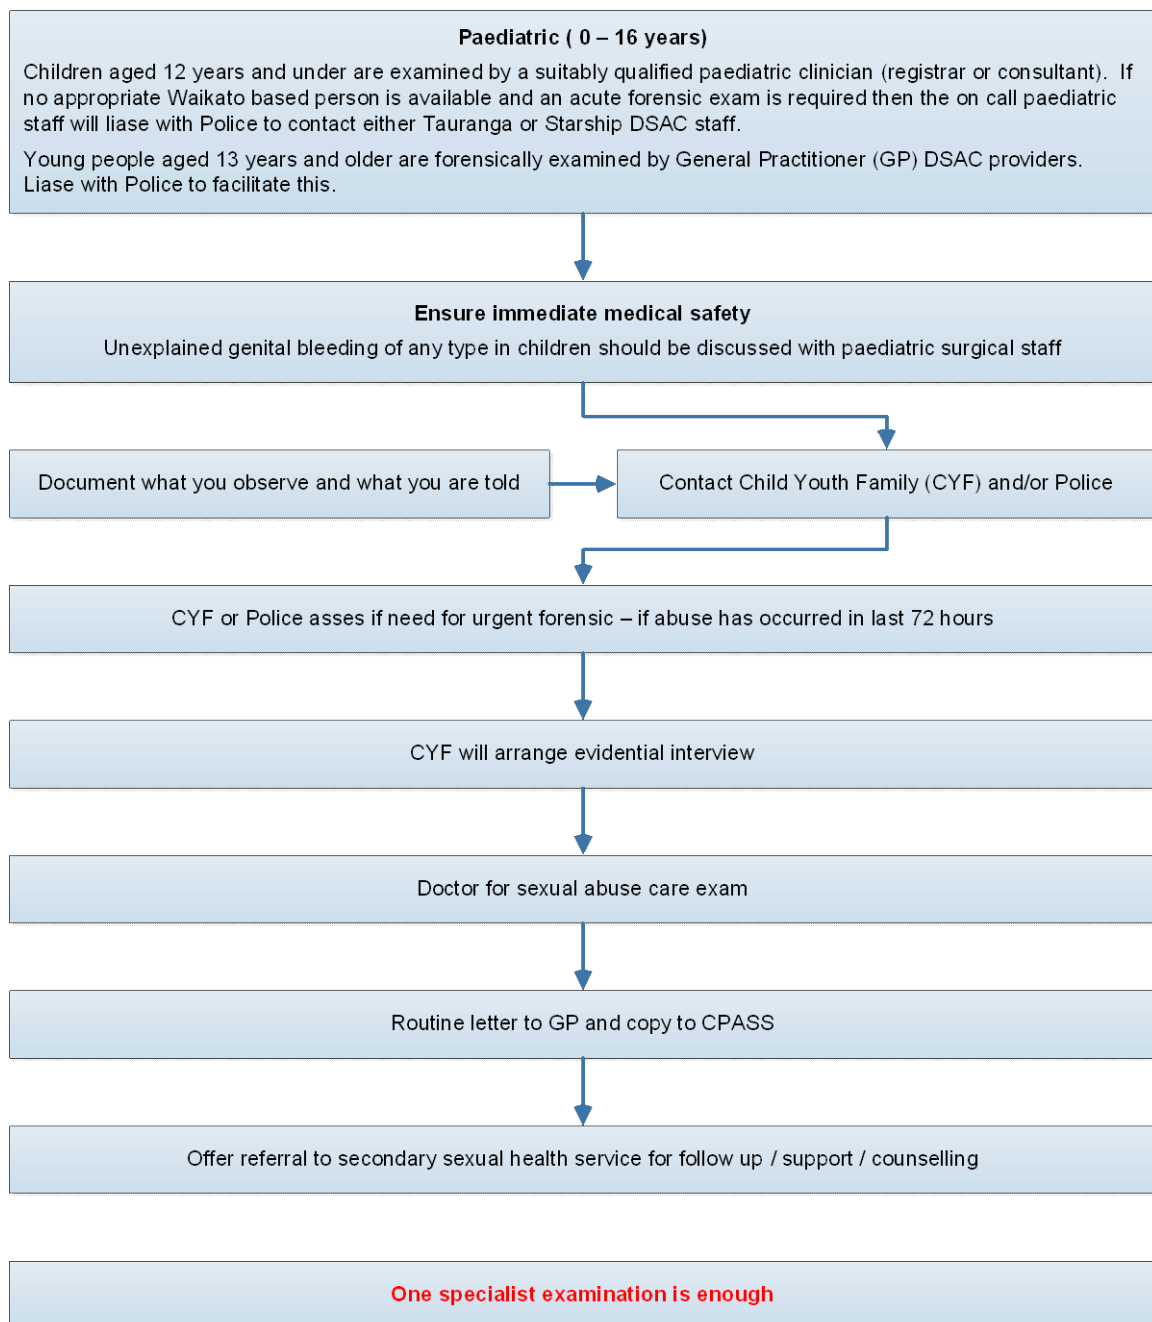 Paediatric ( 0 – 16 years)
Children aged 12 years and under are examined by a suitably qualified paediatric clinician (registrar or consultant).  If
no appropriate Waikato based person is available and an acute forensic exam is required then the on call paediatric
staff will liase with Police to contact either Tauranga or Starship DSAC staff.
Young people aged 13 years and older are forensically examined by General Practitioner (GP) DSAC providers.
Liase with Police to facilitate this.
Ensure immediate medical safety
Unexplained genital bleeding of any type in children should be discussed with paediatric surgical staff
Document what you observe and what you are told
Contact Child Youth Family (CYF) and/or Police
CYF or Police asses if need for urgent forensic – if abuse has occurred in last 72 hours
CYF will arrange evidential interview
Doctor for sexual abuse care exam
Routine letter to GP and copy to CPASS
Offer referral to secondary sexual health service for follow up / support / counselling
One specialist examination is enough